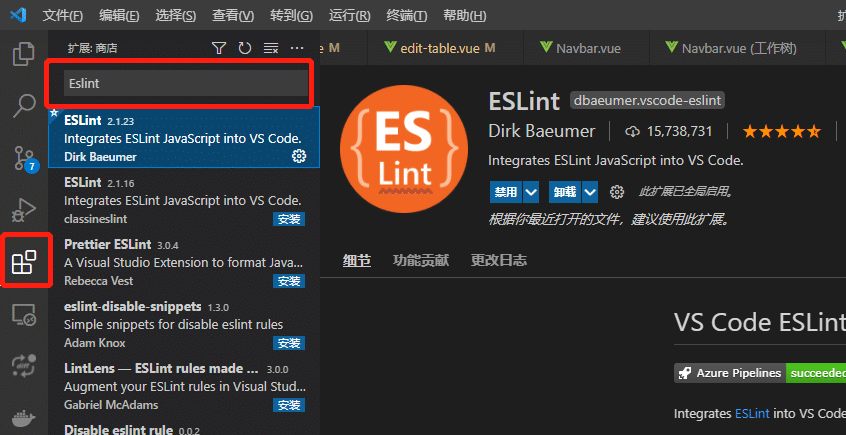 文件(F) 编辑(E) 选择(S) 查看(V) 转到(G) 运行(R) 终端(T) 帮助(H)
扩展: 商店
e M
edit-table.vue M
Navbar.vue
Navbar.vue (工作树)
7
Eslint
ESLint 2.1.23
Integrates ESLint JavaScript into VS Code.
Dirk Baeumer
ESLint 2.1.16
Integrates ESLint JavaScript into VS Code.
classineslint 安装
Prettier ESLint 3.0.4
A Visual Studio Extension to format Java...
Rebecca Vest 安装
eslint-disable-snippets 1.3.0
Simple snippets for disable eslint rules
Adam Knox 安装
LintLens — ESLint rules made ... 3.0.0
Augment your ESLint rules in Visual Stud...
Gabriel McAdams 安装
Disable eslint rule 0.0.2
ES
Lint
ESLint dbaeumer.vscode-eslint
Dirk Baeumer 15,738,731
Integrates ESLint JavaScript into VS Code.
禁用 卸载 此扩展已全局启用。
根据你最近打开的文件，建议使用此扩展。
细节 功能贡献 更改日志
VS Code ESLint
Azure Pipelines succeeded
Integrates ESLint into VS Code